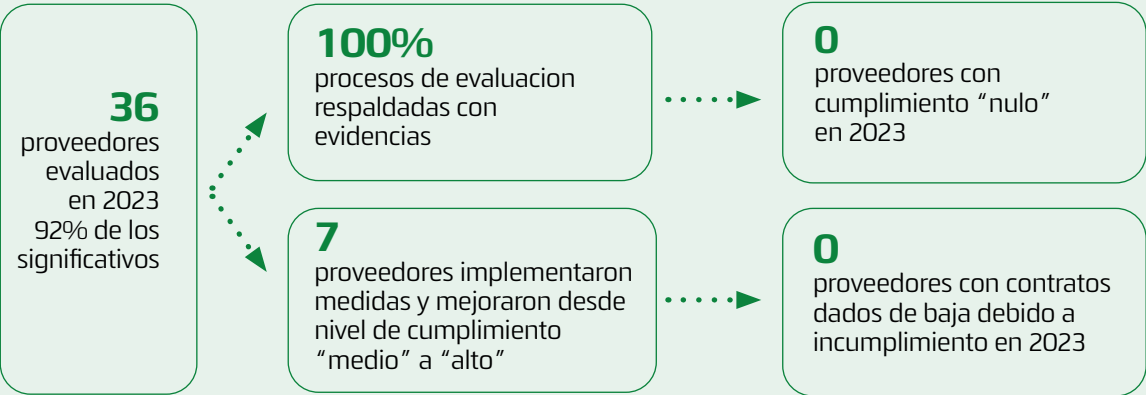 36
proveedores
evaluados
en 2023
92% de los
significativos
100%
procesos de evaluacion
respaldadas con
evidencias
0
proveedores con
cumplimiento “nulo”
en 2023
7
proveedores implementaron
medidas y mejoraron desde
nivel de cumplimiento
“medio” a “alto”
0
proveedores con contratos
dados de baja debido a
incumplimiento en 2023